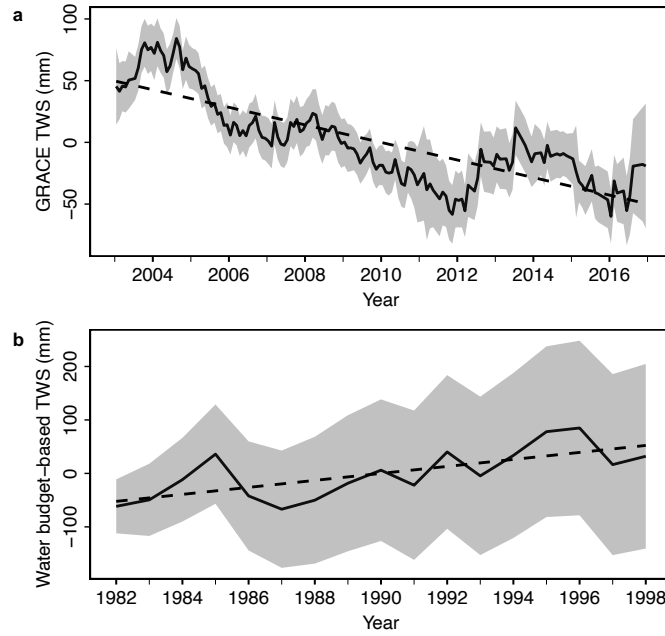 a
GRACE TWS (mm)
100
50
0
−50
2004 2006 2008 2010 2012 2014 2016
Year
b
Water budget−based TWS (mm)
200
100
0
−100
1982 1984 1986 1988 1990 1992 1994 1996 1998
Year